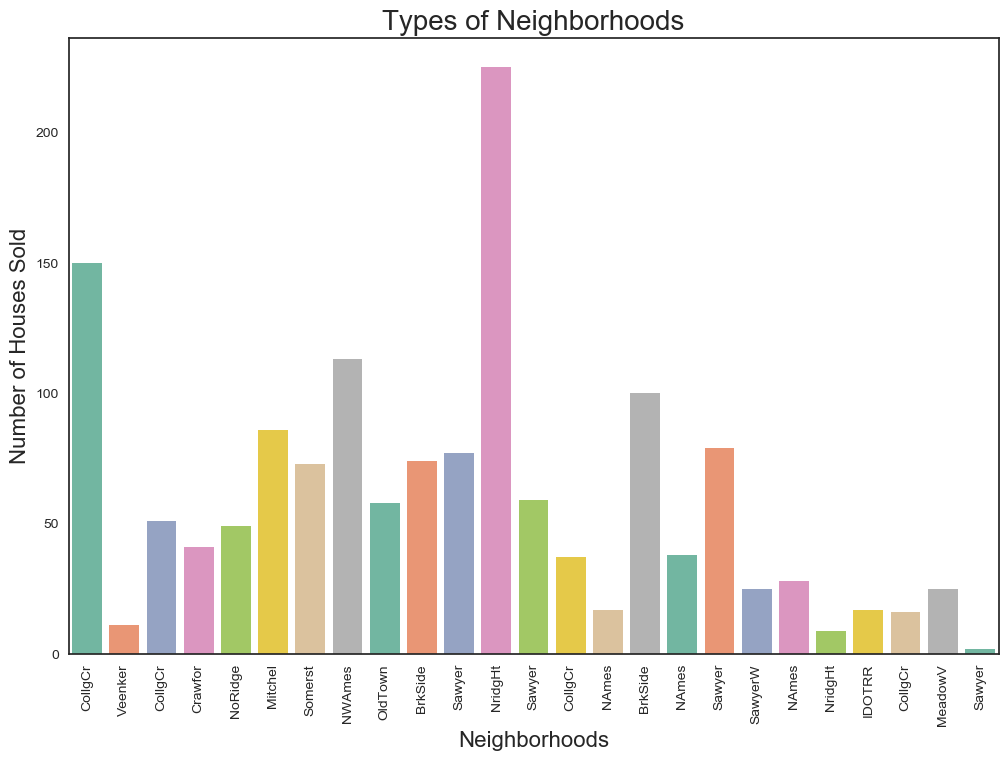 Types of Neighborhoods
Number of Houses Sold
200
150
100
50
0
CollgCr
Veenker
CollgCr
Crawfor
NoRidge
Mitchel
Somerst
NWAmes
OldTown
BrkSide
Sawyer
NridgHt
Sawyer
CollgCr
NAmes
BrkSide
NAmes
Sawyer
SawyerW
NAmes
NridgHt
IDOTRR
CollgCr
MeadowV
Sawyer
Neighborhoods